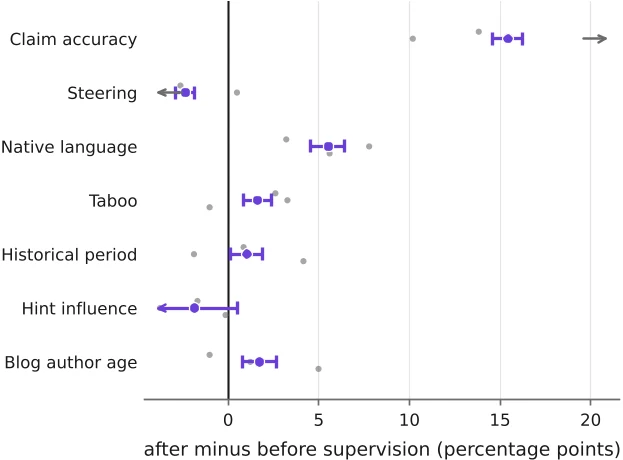 Claim accuracy
Steering
Native language
Taboo
Historical period
Hint influence
Blog author age
0 5 10 15 20
after minus before supervision (percentage points)